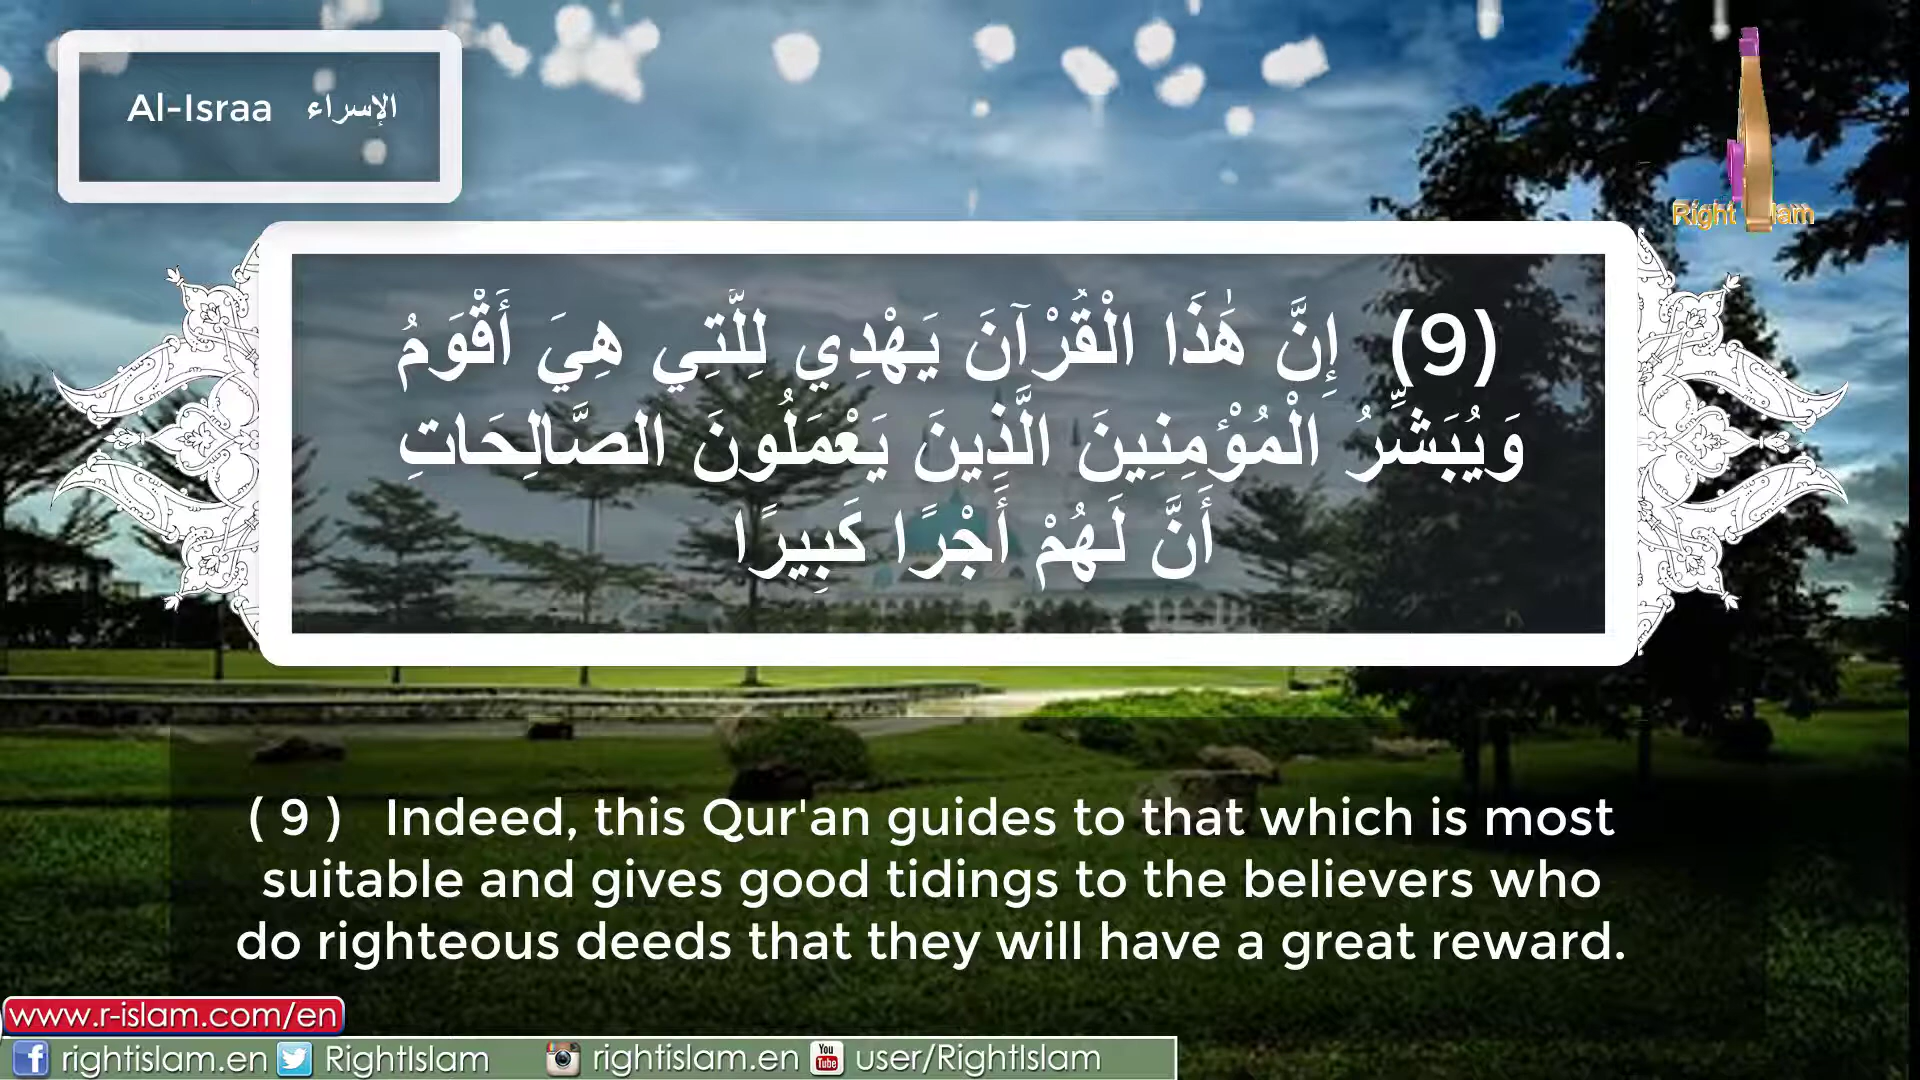 Al-Israa الإسراء
Right Islam
(9) إِنَّ هَٰذَا الْقُرْآنَ يَهْدِي لِلَّتِي هِيَ أَقْوَمُ
وَيُبَشِّرُ الْمُؤْمِنِينَ الَّذِينَ يَعْمَلُونَ الصَّالِحَاتِ
أَنَّ لَهُمْ أَجْرًا كَبِيرًا
( 9 ) Indeed, this Qur'an guides to that which is most
suitable and gives good tidings to the believers who
do righteous deeds that they will have a great reward.
www.r-islam.com/en
rightislam.en RightIslam rightislam.en You Tube user/RightIslam